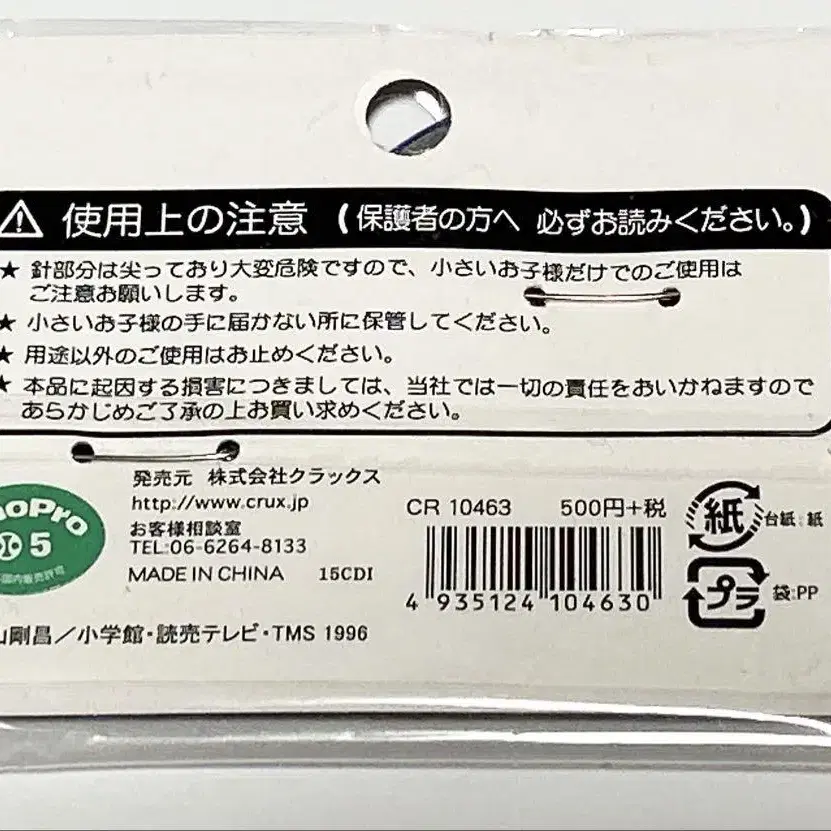 使用上の注意 (保護者の方へ 必ずお読みください。)
★ 針部分は尖っており大変危険ですので、小さいお子様だけでのご使用は
ご注意お願いします。
★ 小さいお子様の手に届かない所に保管してください。
★ 用途以外のご使用はお止めください。
★ 本品に起因する損害につきましては、当社では一切の責任をおいかねますので
あらかじめご了承の上お買い求めください。
発売元 株式会社クラックス
http://www.crux.jp
お客様相談室
TEL:06-6264-8133
MADE IN CHINA 15CDI
5
国内販売許可
剛昌/小学館・読売テレビ・TMS 1996
CR 10463 500円+税
4 935124 104630
紙 台紙:紙
プラ 袋:PP